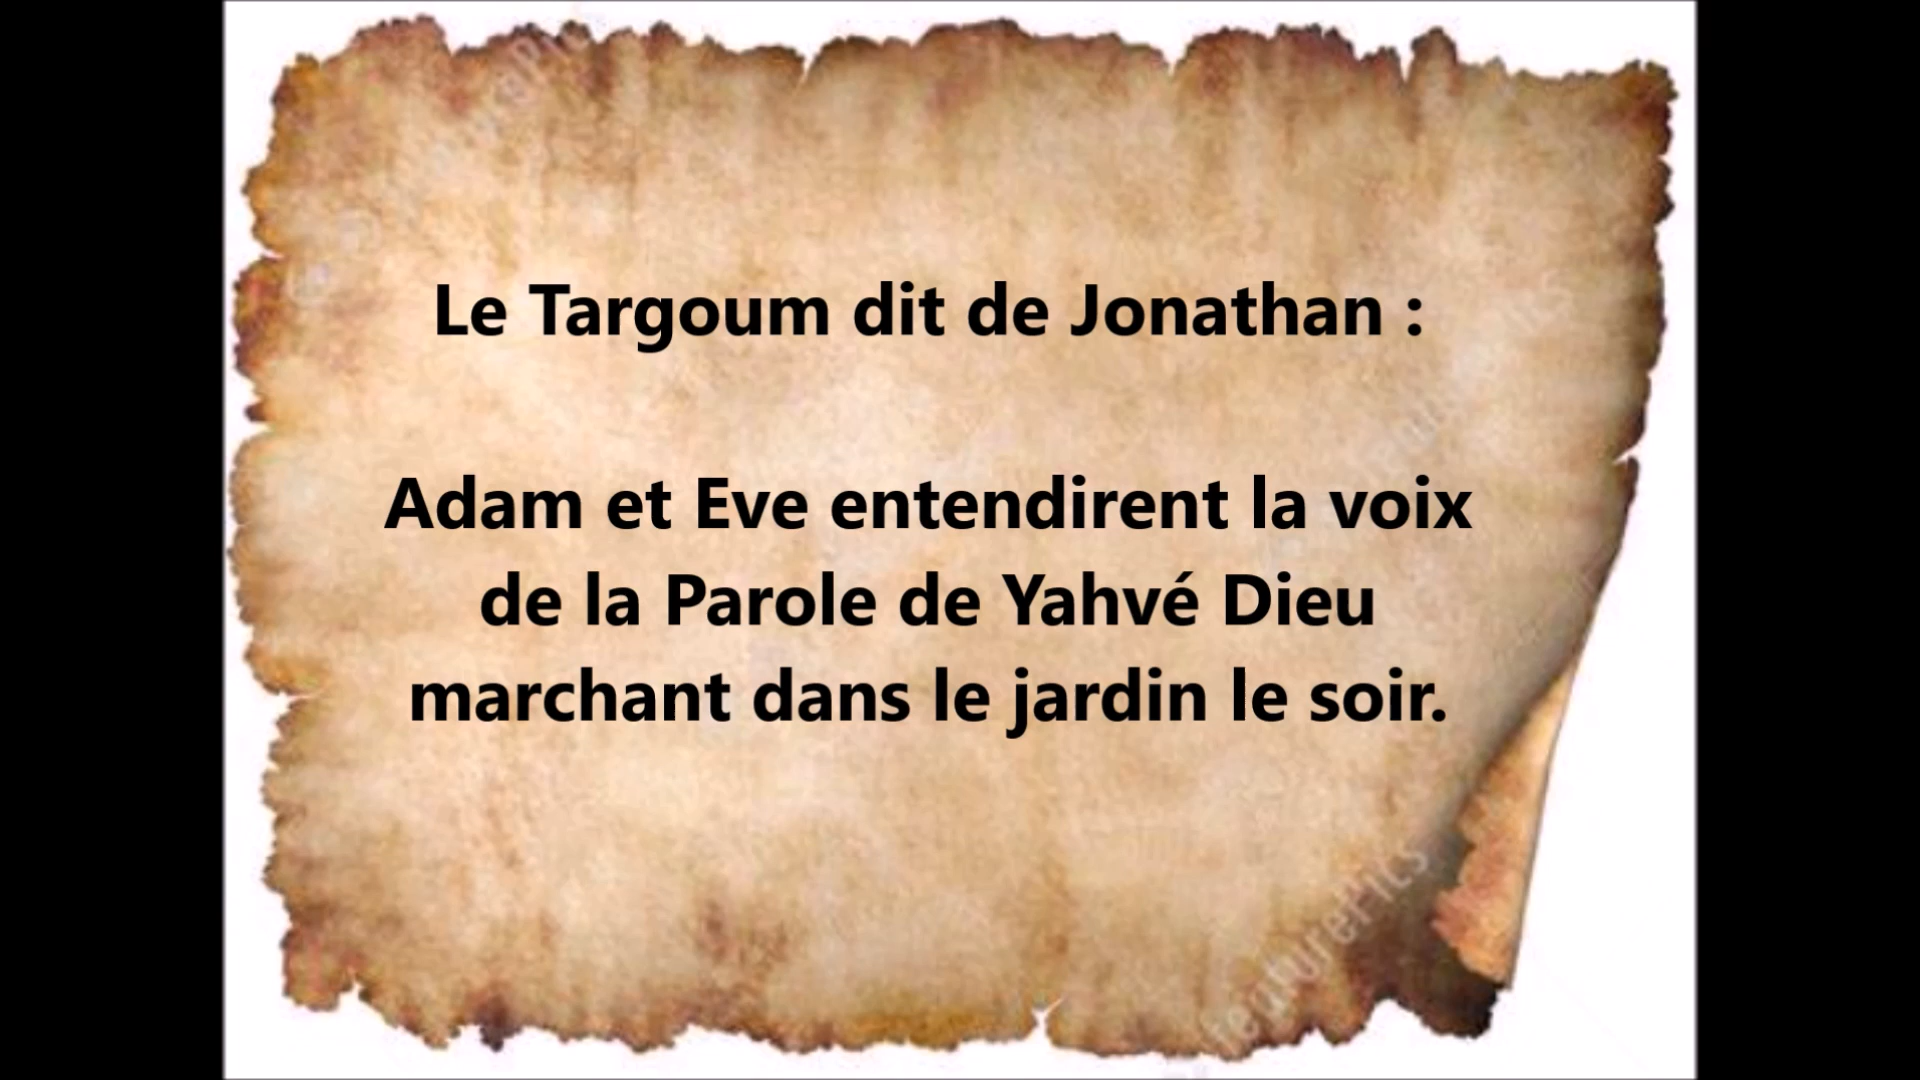 Le Targoum dit de Jonathan :
Adam et Eve entendirent la voix
de la Parole de Yahvé Dieu
marchant dans le jardin le soir.